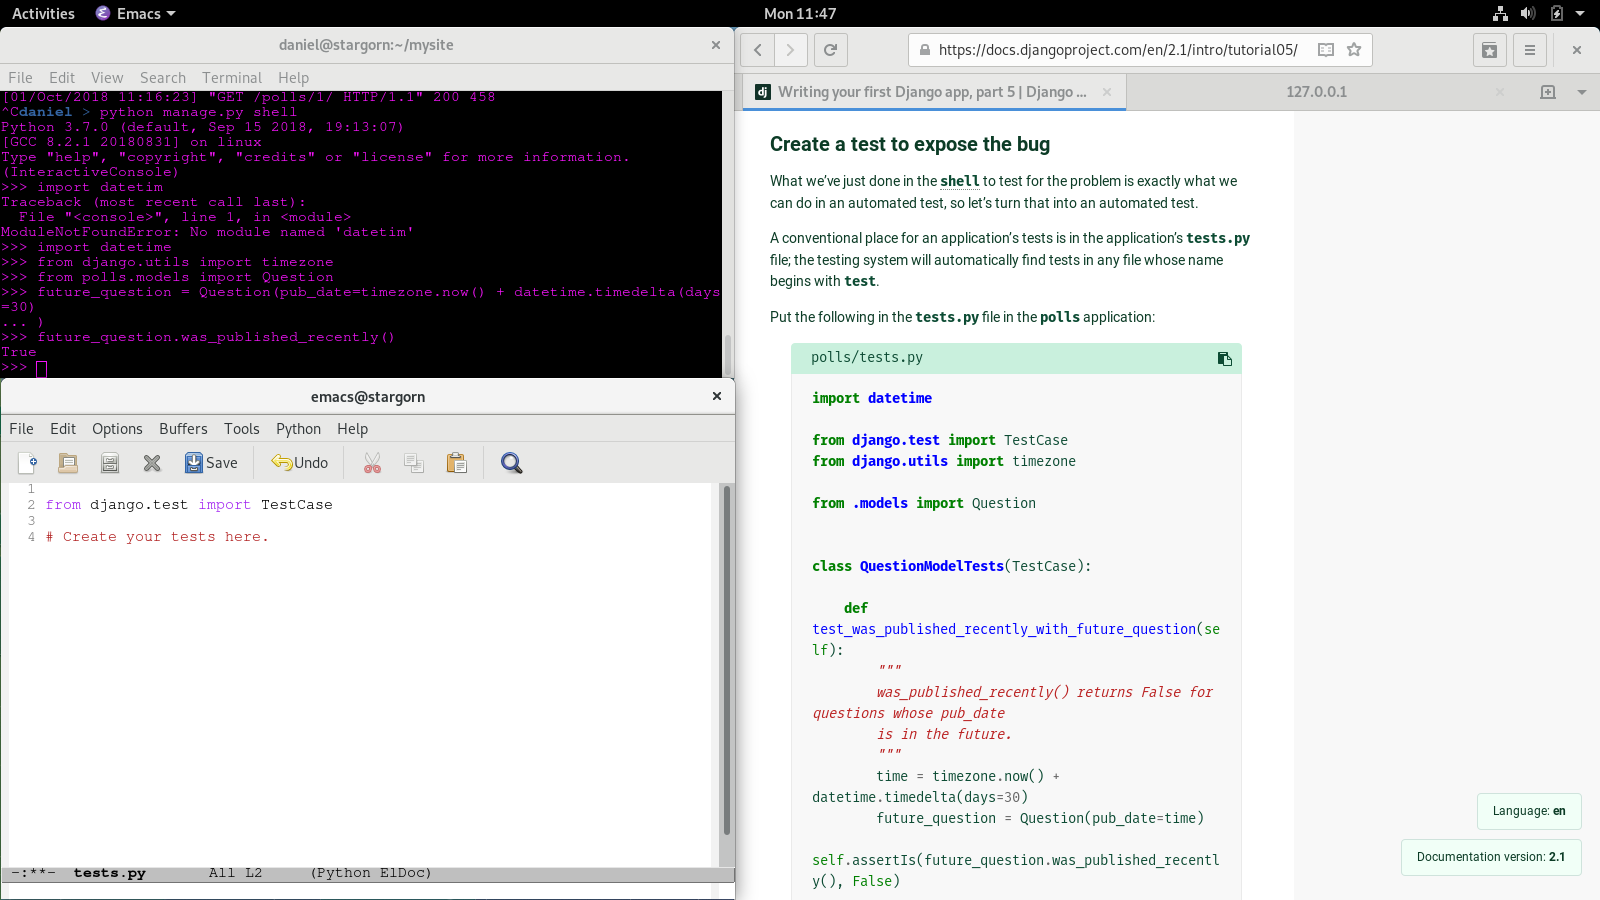 Activities Emacs Mon 11:47
daniel@stargorn:~/mysite
File Edit View Search Terminal Help
[01/Oct/2018 11:16:23] "GET /polls/1/ HTTP/1.1" 200 458
^Cdaniel > python manage.py shell
Python 3.7.0 (default, Sep 15 2018, 19:13:07)
[GCC 8.2.1 20180831] on linux
Type "help", "copyright", "credits" or "license" for more information.
(InteractiveConsole)
>>> import datetim
Traceback (most recent call last):
  File "<console>", line 1, in <module>
ModuleNotFoundError: No module named 'datetim'
>>> import datetime
>>> from django.utils import timezone
>>> from polls.models import Question
>>> future_question = Question(pub_date=timezone.now() + datetime.timedelta(days
=30)
... )
>>> future_question.was_published_recently()
True
>>>
emacs@stargorn
File Edit Options Buffers Tools Python Help
Save Undo
1
2 from django.test import TestCase
3
4 # Create your tests here.
-:**- tests.py All L2 (Python ElDoc)
https://docs.djangoproject.com/en/2.1/intro/tutorial05/
dj Writing your first Django app, part 5 | Django ... 127.0.0.1
Create a test to expose the bug
What we've just done in the shell to test for the problem is exactly what we
can do in an automated test, so let's turn that into an automated test.
A conventional place for an application's tests is in the application's tests.py
file; the testing system will automatically find tests in any file whose name
begins with test.
Put the following in the tests.py file in the polls application:
polls/tests.py
import datetime
from django.test import TestCase
from django.utils import timezone
from .models import Question
class QuestionModelTests(TestCase):
    def
test_was_published_recently_with_future_question(se
lf):
        """
        was_published_recently() returns False for
questions whose pub_date
        is in the future.
        """
        time = timezone.now() +
datetime.timedelta(days=30)
        future_question = Question(pub_date=time)
self.assertIs(future_question.was_published_recentl
y(), False)
Language: en
Documentation version: 2.1